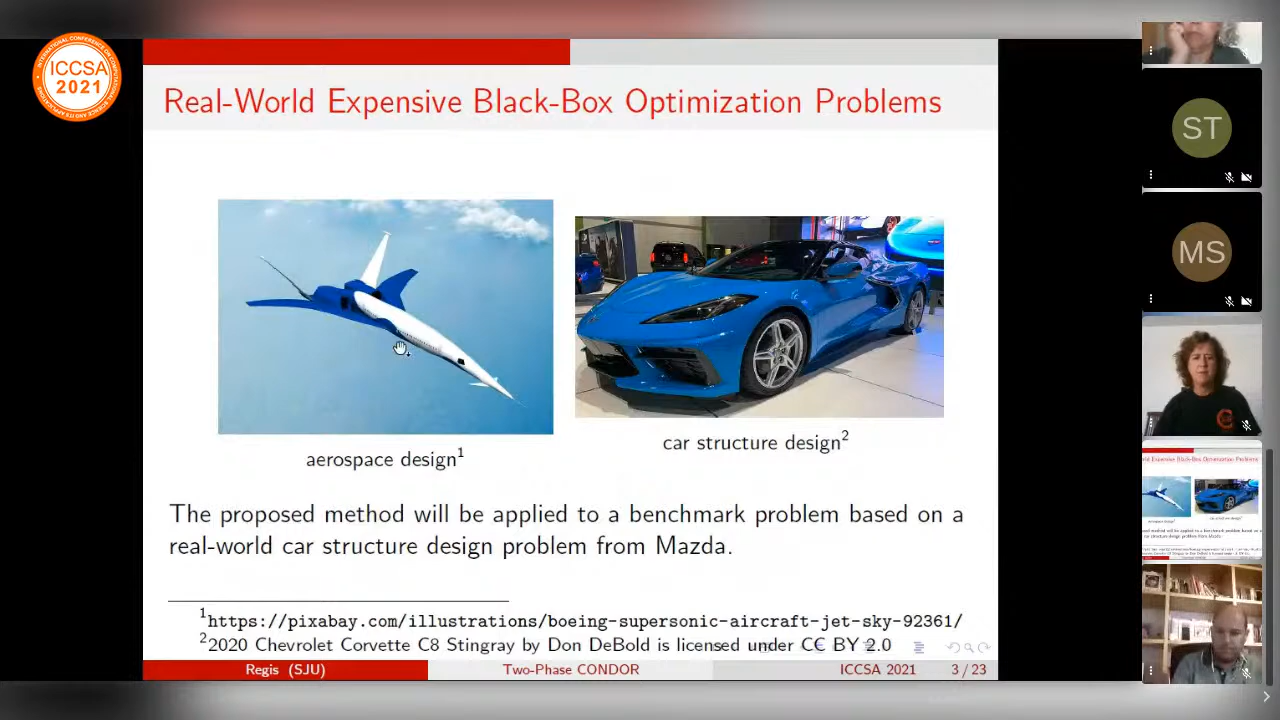 ICCSA
2021
Real-World Expensive Black-Box Optimization Problems
aerospace design1
car structure design2
The proposed method will be applied to a benchmark problem based on a
real-world car structure design problem from Mazda.
1https://pixabay.com/illustrations/boeing-supersonic-aircraft-jet-sky-92361/
22020 Chevrolet Corvette C8 Stingray by Don DeBold is licensed under CC BY 2.0
Regis (SJU)
Two-Phase CONDOR
ICCSA 2021
3 / 23
ST
MS